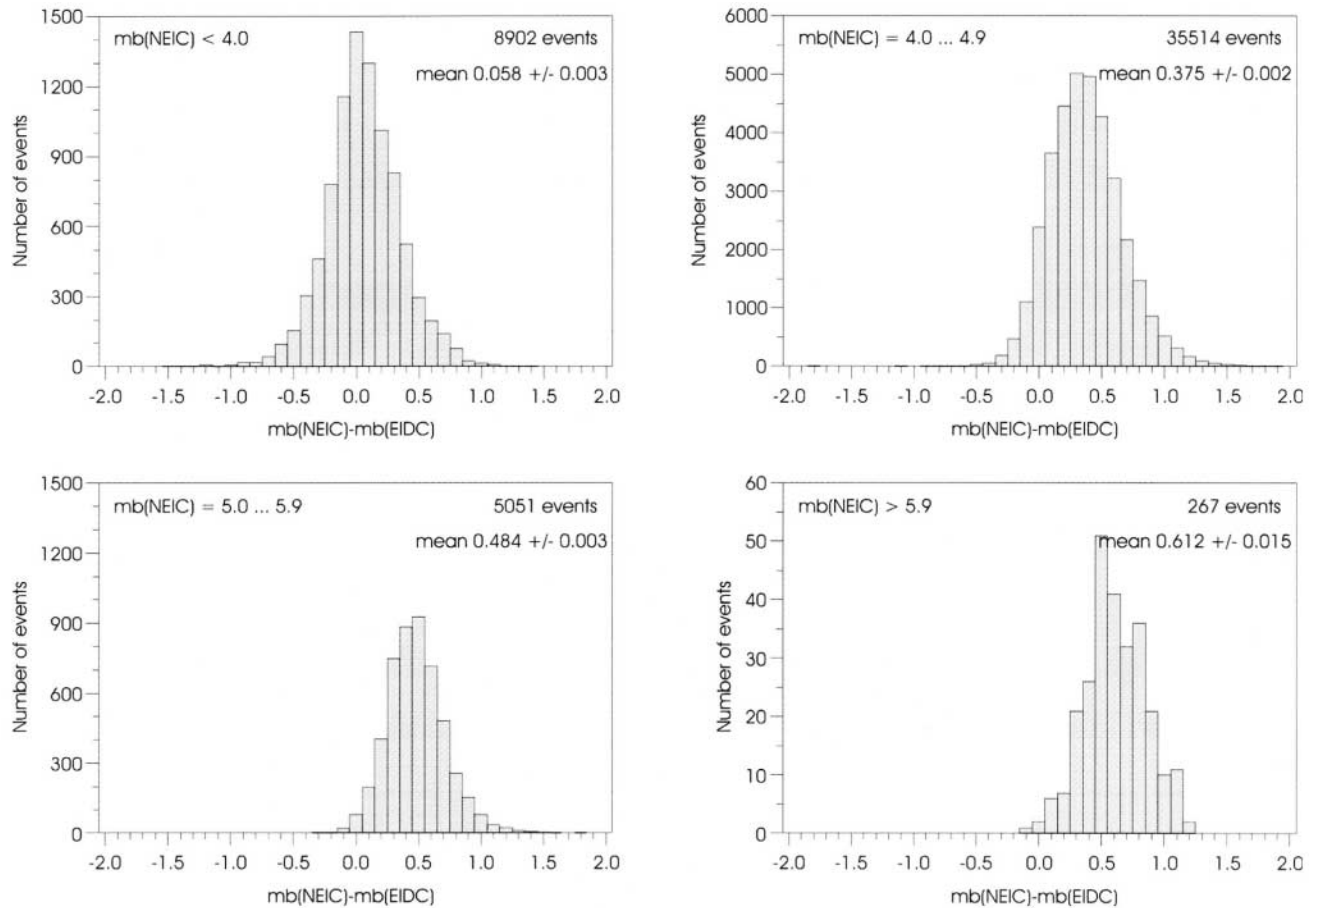 mb(NEIC) < 4.0
8902 events
mean 0.058 +/- 0.003
Number of events
1500
1200
900
600
300
0
-2.0 -1.5 -1.0 -0.5 0.0 0.5 1.0 1.5 2.0
mb(NEIC)-mb(EIDC)
mb(NEIC) = 4.0 ... 4.9
35514 events
mean 0.375 +/- 0.002
Number of events
6000
5000
4000
3000
2000
1000
0
-2.0 -1.5 -1.0 -0.5 0.0 0.5 1.0 1.5 2.0
mb(NEIC)-mb(EIDC)
mb(NEIC) = 5.0 ... 5.9
5051 events
mean 0.484 +/- 0.003
Number of events
1500
1200
900
600
300
0
-2.0 -1.5 -1.0 -0.5 0.0 0.5 1.0 1.5 2.0
mb(NEIC)-mb(EIDC)
mb(NEIC) > 5.9
267 events
mean 0.612 +/- 0.015
Number of events
60
50
40
30
20
10
0
-2.0 -1.5 -1.0 -0.5 0.0 0.5 1.0 1.5 2.0
mb(NEIC)-mb(EIDC)